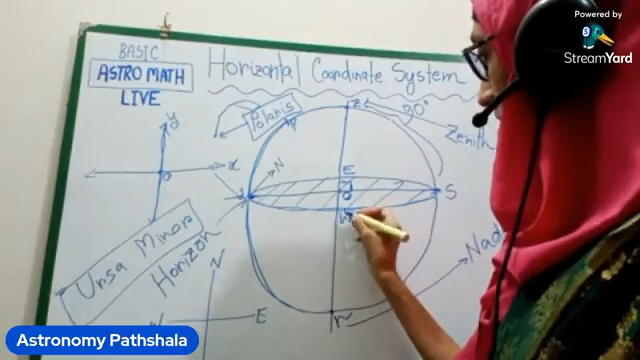 Powered by
StreamYard
BASIC
ASTRO MATH
LIVE
Horizontal Coordinate System
y
x
o
Polaris
P
Z
90°
Zenith
N
E
S
O
W
Ursa Minor
Horizon
N
E
Nad
Astronomy Pathshala